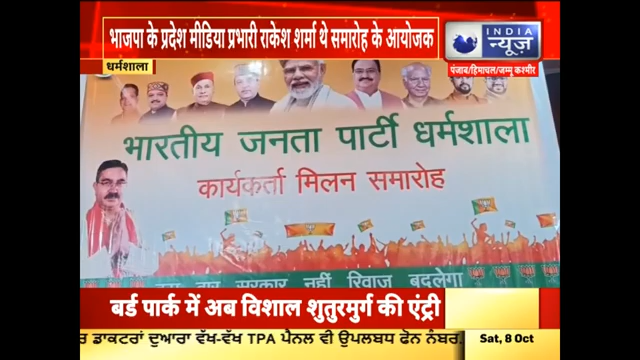 भाजपा के प्रदेश मीडिया प्रभारी राकेश शर्मा थे समारोह के आयोजक
INDIA
न्यूज़
धर्मशाला
पंजाब/हिमाचल/जम्मू कश्मीर
भारतीय जनता पार्टी धर्मशाला
कार्यकर्ता मिलन समारोह
सरकार नहीं रिवाज बदलेगा
बर्ड पार्क में अब विशाल शुतुरमुर्ग की एंट्री
ਡਾਕਟਰਾਂ ਦੁਆਰਾ ਵੱਖ-ਵੱਖ TPA ਪੈਨਲ ਵੀ ਉਪਲਬਧ ਫੋਨ ਨੰਬਰ.
Sat, 8 Oct